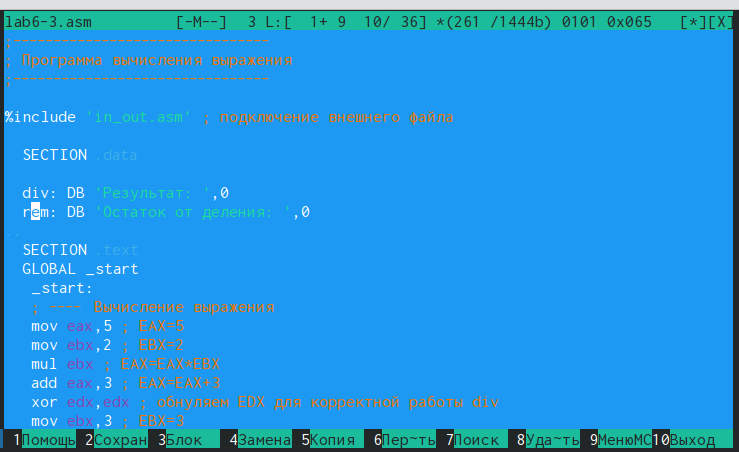 lab6-3.asm [-M--] 3 L:[ 1+ 9 10/ 36] *(261 /1444b) 0101 0x065 [*][X]
;--------------------------------
; Программа вычисления выражения
;--------------------------------
%include 'in_out.asm' ; подключение внешнего файла
SECTION .data
div: DB 'Результат: ',0
rem: DB 'Остаток от деления: ',0
..
SECTION .text
GLOBAL _start
_start:
; ---- Вычисление выражения
mov eax,5 ; EAX=5
mov ebx,2 ; EBX=2
mul ebx ; EAX=EAX*EBX
add eax,3 ; EAX=EAX+3
xor edx,edx ; обнуляем EDX для корректной работы div
mov ebx,3 ; EBX=3
1Помощь 2Сохран 3Блок 4Замена 5Копия 6Пер~ть 7Поиск 8Уда~ть 9МенюMC 10Выход